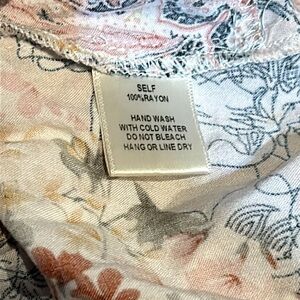 SELF
100%RAYON
HAND WASH
WITH COLD WATER
DO NOT BLEACH
HANG OR LINE DRY